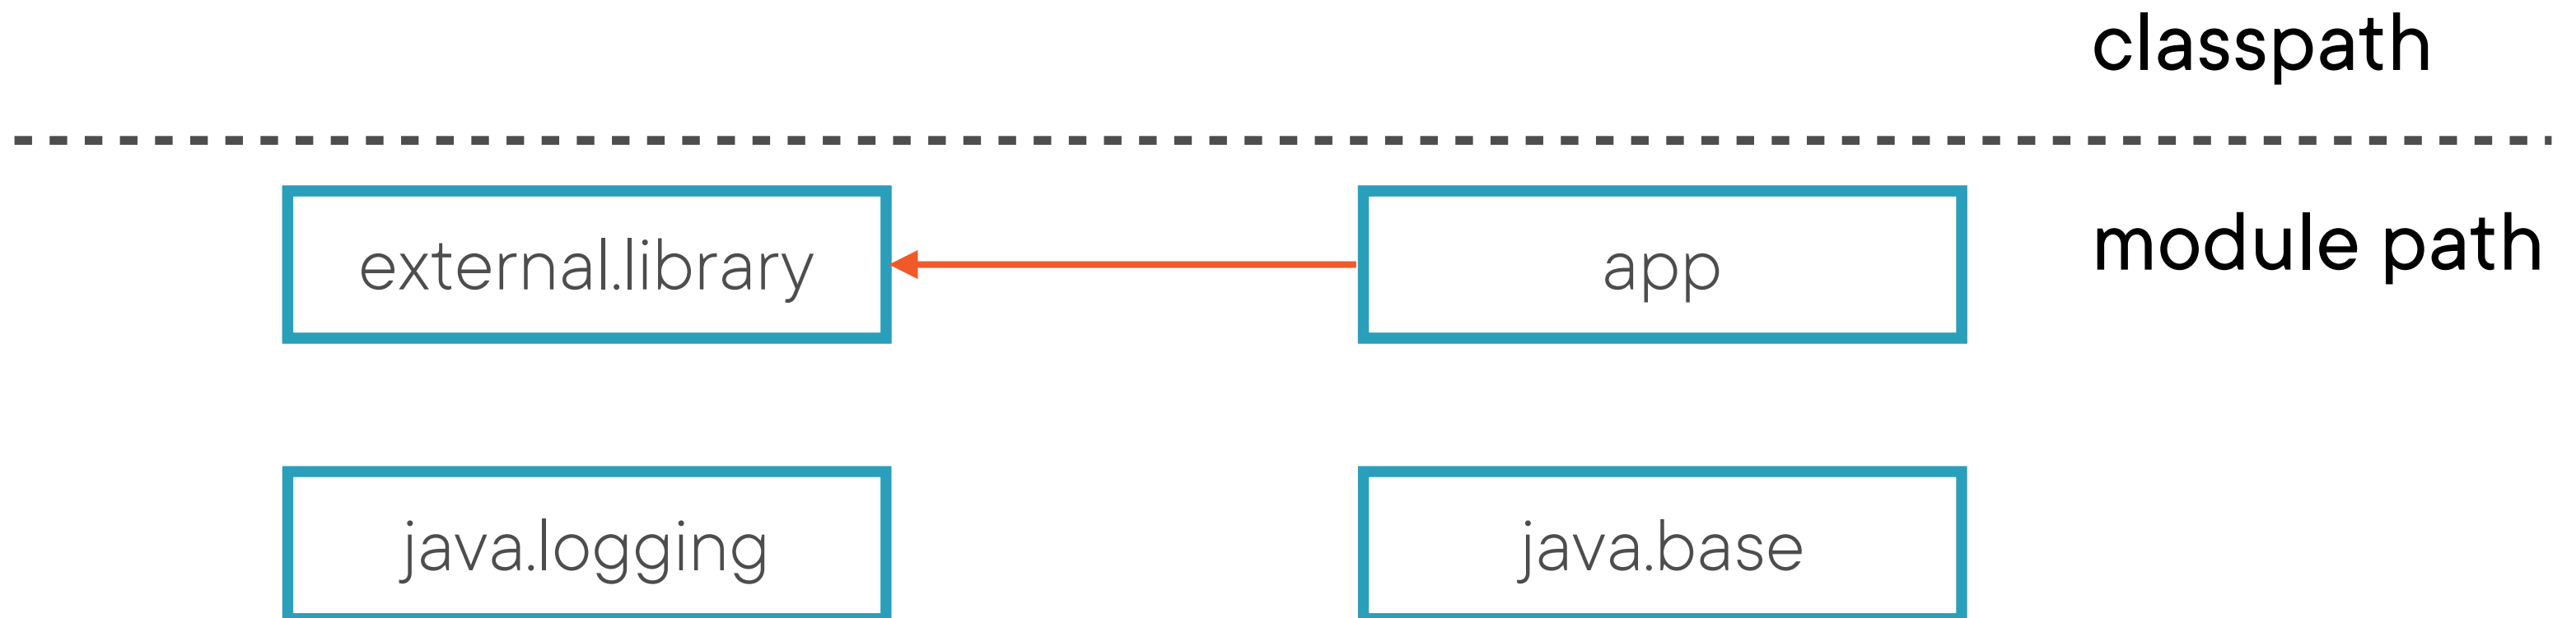 classpath
external.library
app
module path
java.logging
java.base